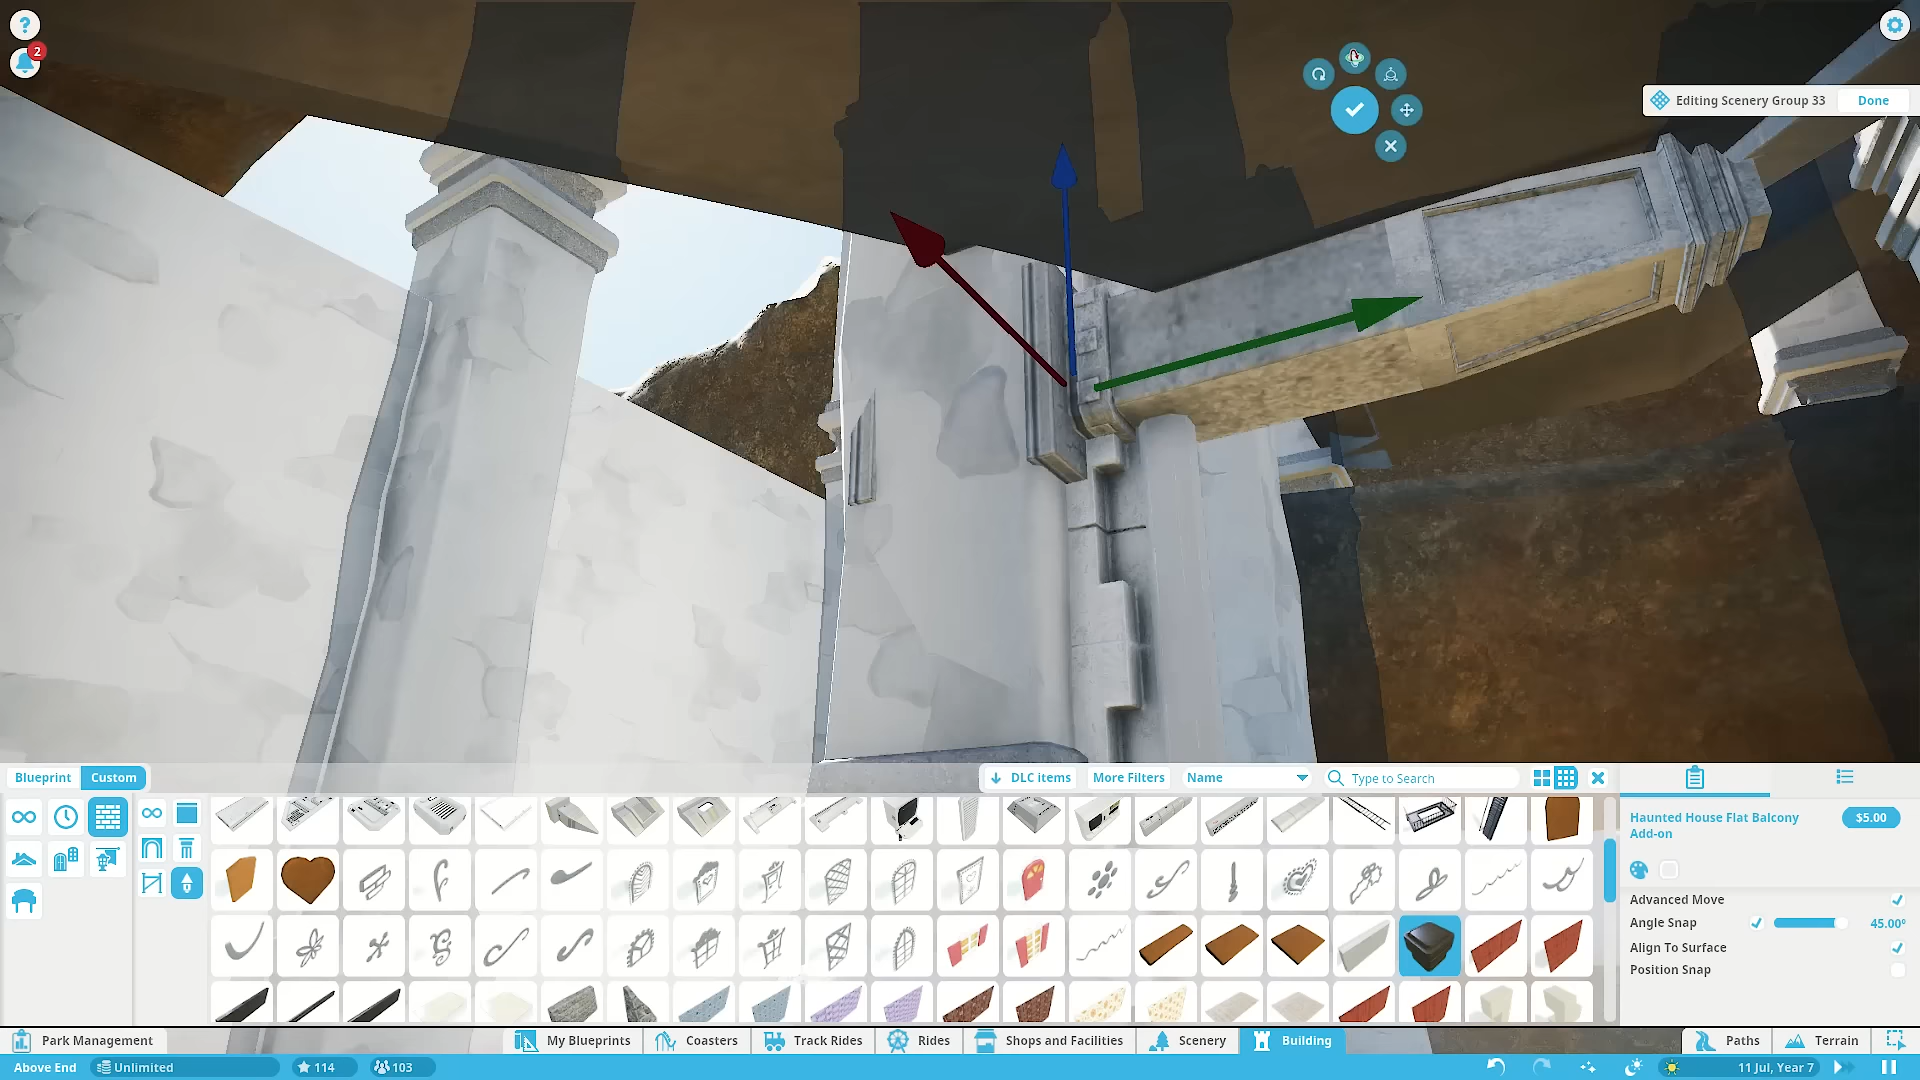 ?
2
Editing Scenery Group 33
Done
Blueprint
Custom
DLC items
More Filters
Name
Type to Search
Haunted House Flat Balcony
Add-on
$5.00
Advanced Move
Angle Snap
45.00°
Align To Surface
Position Snap
Park Management
My Blueprints
Coasters
Track Rides
Rides
Shops and Facilities
Scenery
Building
Paths
Terrain
Above End
Unlimited
114
103
11 Jul, Year 7